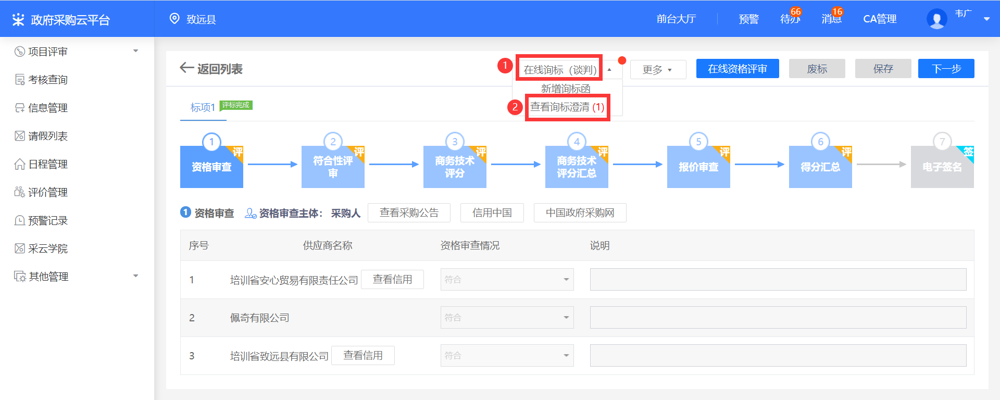 政府采购云平台
致远县
前台大厅
预警
待办
66
消息
16
CA管理
韦广
项目评审
考核查询
信息管理
请假列表
日程管理
评价管理
预警记录
采云学院
其他管理
返回列表
1
在线询标（谈判）
更多
在线资格评审
废标
保存
下一步
新增询标函
2
查看询标澄清 (1)
标项1
评标完成
1
评
资格审查
2
评
符合性评
审
3
评
商务技术
评分
4
评
商务技术
评分汇总
5
评
报价审查
6
评
得分汇总
7
签
电子签名
1 资格审查
资格审查主体： 采购人
查看采购公告
信用中国
中国政府采购网
序号 供应商名称 资格审查情况 说明
1 培训省安心贸易有限责任公司 查看信用 符合
2 佩奇有限公司 符合
3 培训省致远县有限公司 查看信用 符合